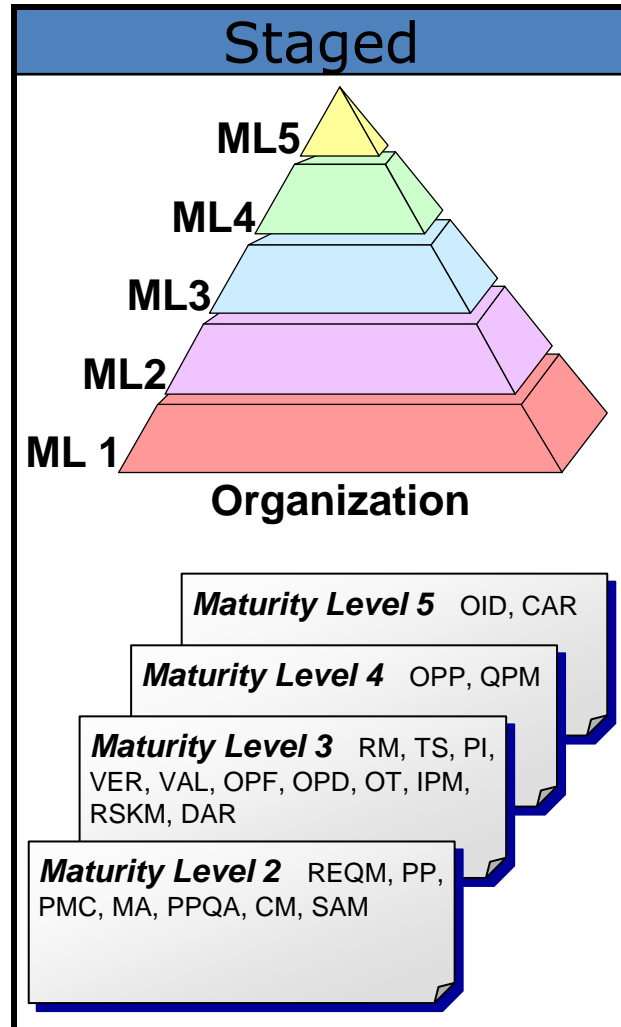 Staged
ML5
ML4
ML3
ML2
ML 1
Organization
Maturity Level 5 OID, CAR
Maturity Level 4 OPP, QPM
Maturity Level 3 RM, TS, PI,
VER, VAL, OPF, OPD, OT, IPM,
RSKM, DAR
Maturity Level 2 REQM, PP,
PMC, MA, PPQA, CM, SAM